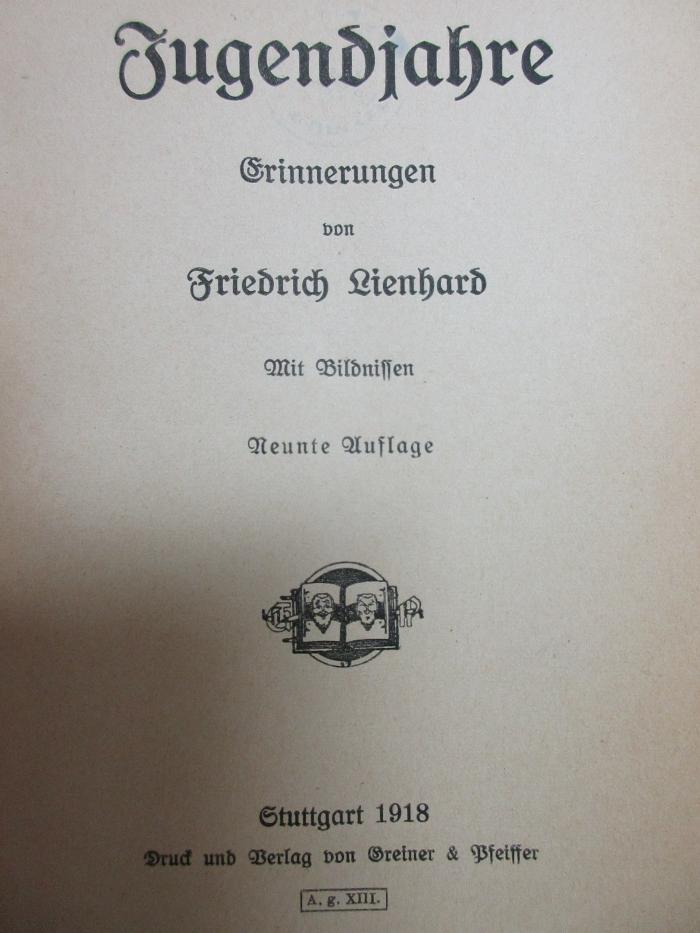 Jugendjahre
Erinnerungen
von
Friedrich Lienhard
Mit Bildnissen
Neunte Auflage
G P
Stuttgart 1918
Druck und Verlag von Greiner & Pfeiffer
A. g. XIII.